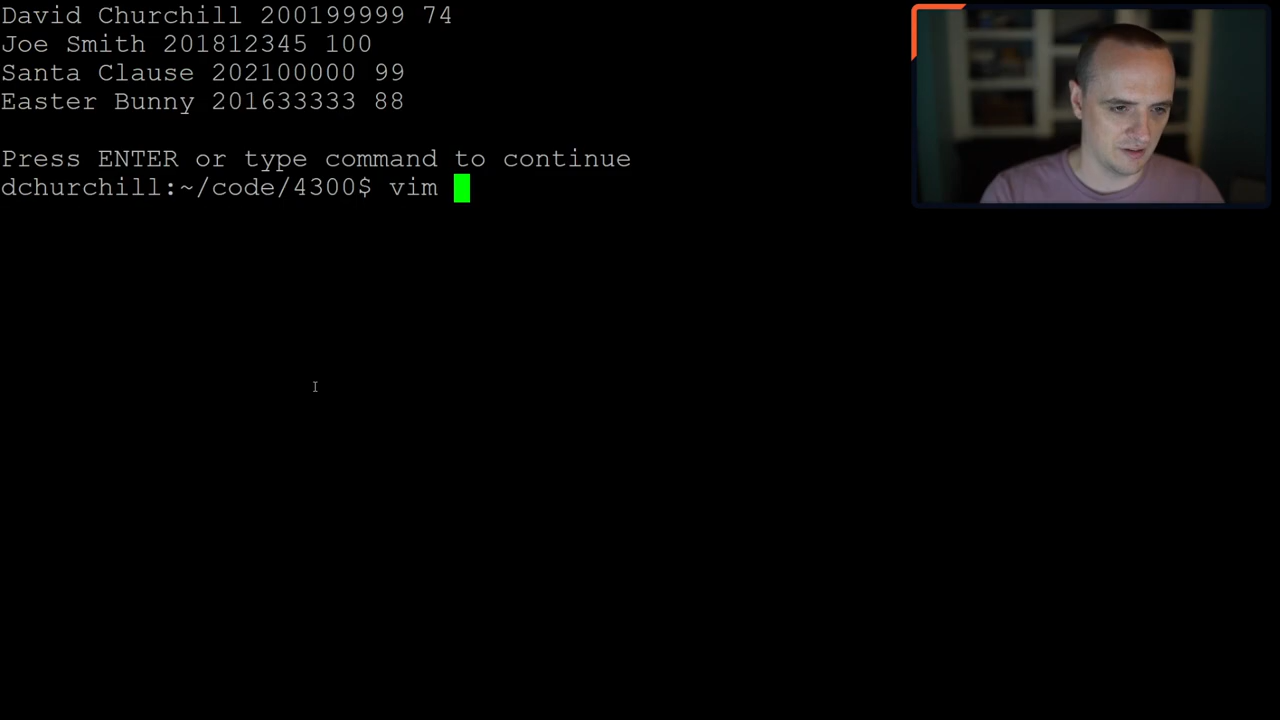 David Churchill 200199999 74
Joe Smith 201812345 100
Santa Clause 202100000 99
Easter Bunny 201633333 88
Press ENTER or type command to continue
dchurchill:~/code/4300$ vim